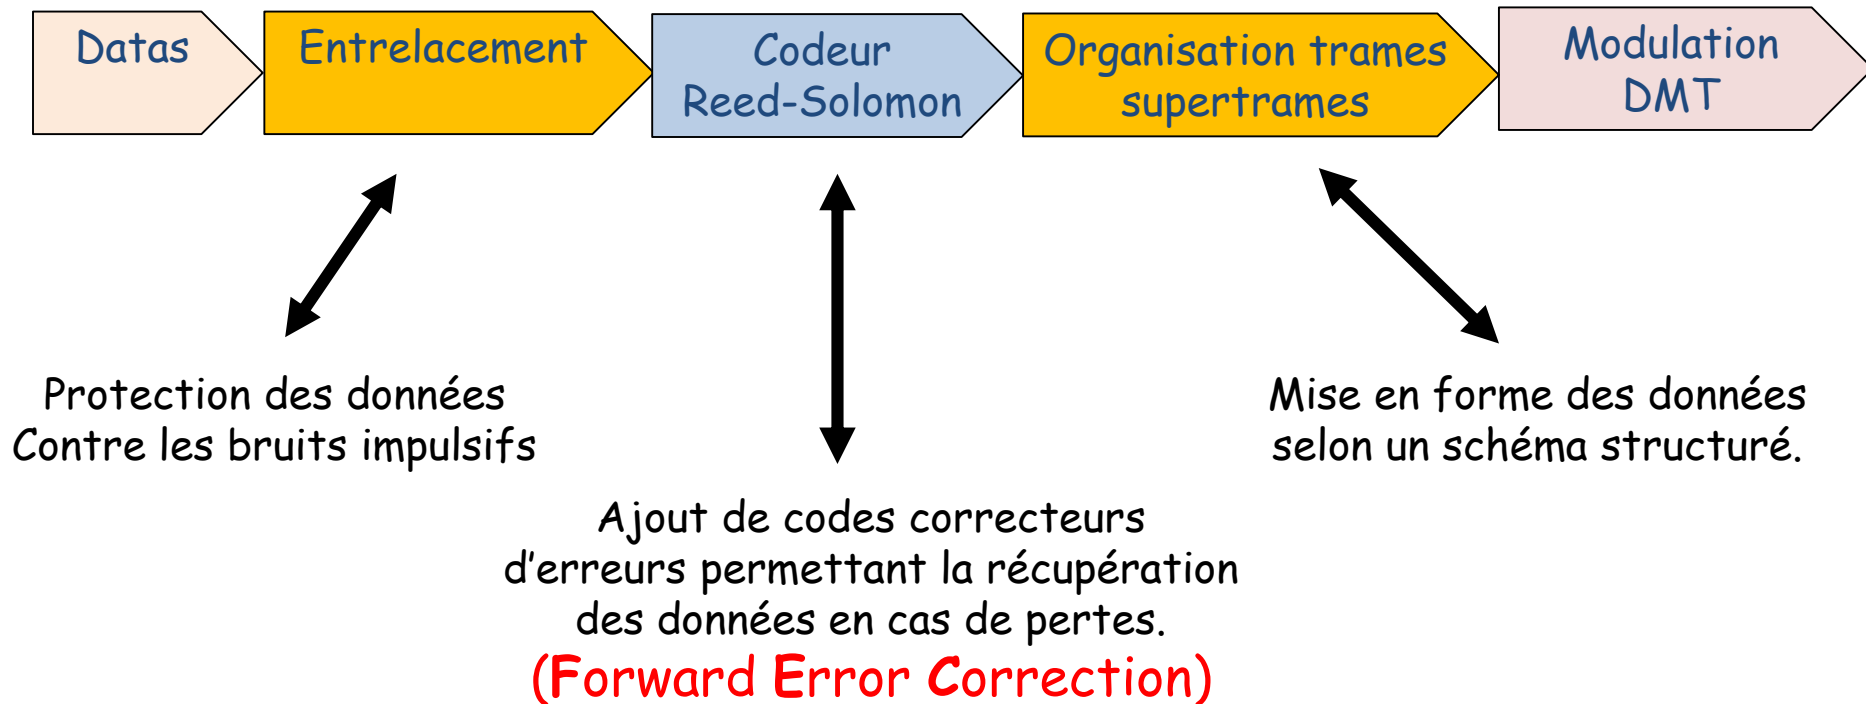 Datas
Entrelacement
Codeur
Reed-Solomon
Organisation trames
supertrames
Modulation
DMT
Protection des données
Contre les bruits impulsifs
Ajout de codes correcteurs
d'erreurs permettant la récupération
des données en cas de pertes.
(Forward Error Correction)
Mise en forme des données
selon un schéma structuré.